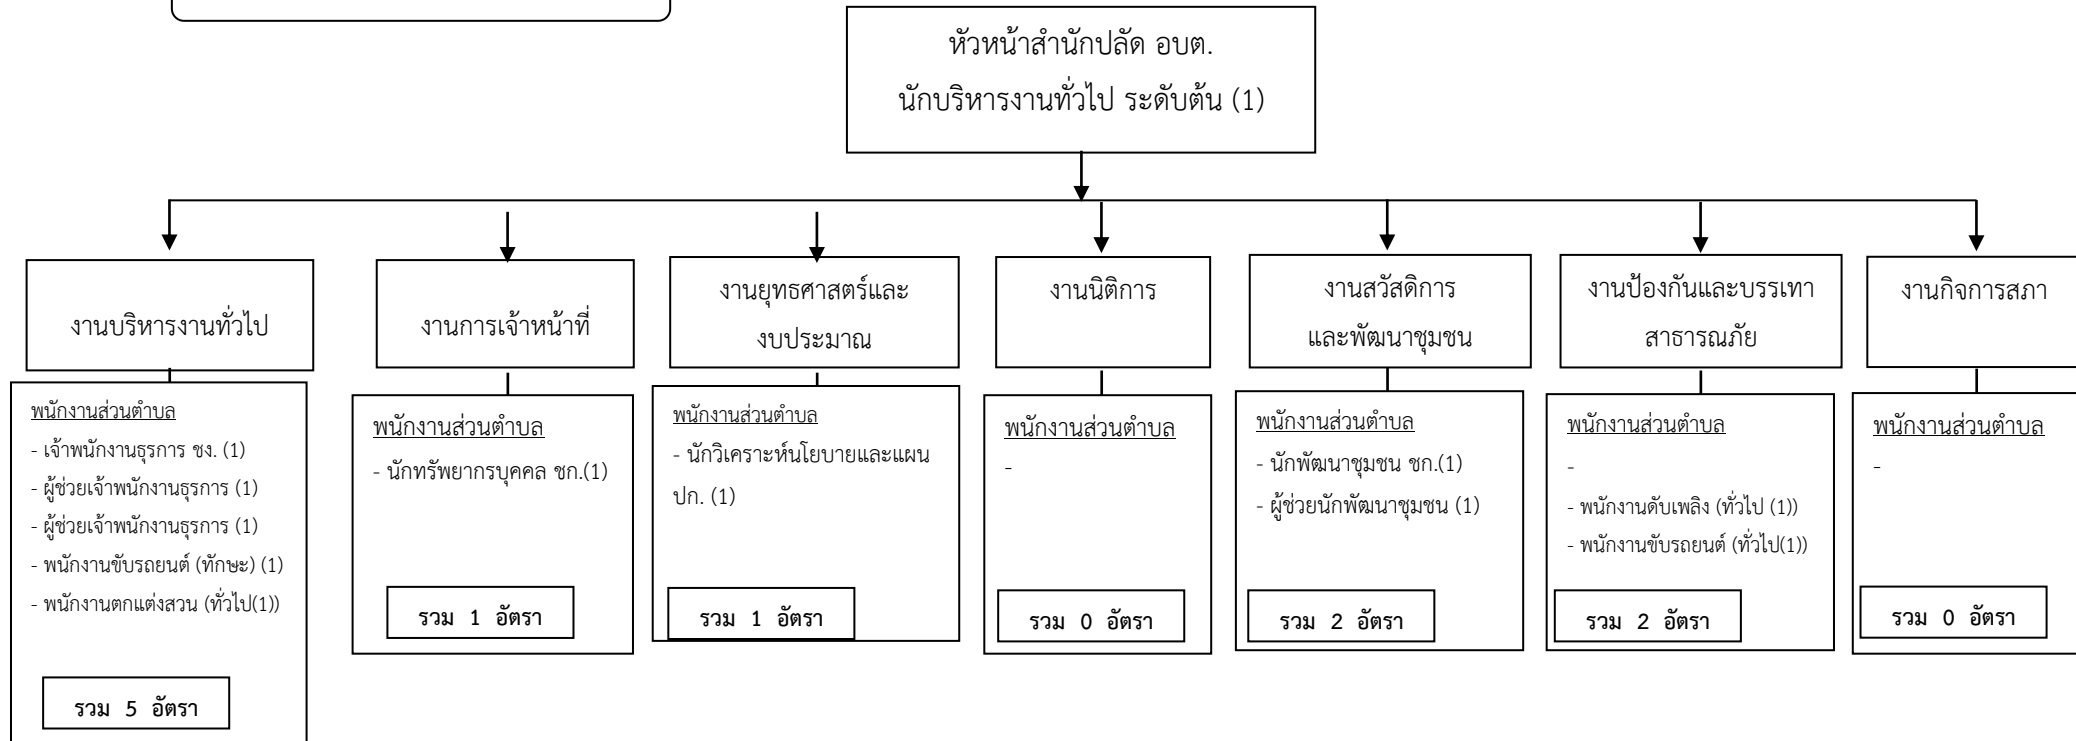 หัวหน้าสำนักปลัด อบต.
นักบริหารงานทั่วไป ระดับต้น (1)
งานบริหารงานทั่วไป
พนักงานส่วนตำบล
- เจ้าพนักงานธุรการ ชง. (1)
- ผู้ช่วยเจ้าพนักงานธุรการ (1)
- ผู้ช่วยเจ้าพนักงานธุรการ (1)
- พนักงานขับรถยนต์ (ทักษะ) (1)
- พนักงานตกแต่งสวน (ทั่วไป(1))
รวม 5 อัตรา
งานการเจ้าหน้าที่
พนักงานส่วนตำบล
- นักทรัพยากรบุคคล ชก.(1)
รวม 1 อัตรา
งานยุทธศาสตร์และ
งบประมาณ
พนักงานส่วนตำบล
- นักวิเคราะห์นโยบายและแผน
ปก. (1)
รวม 1 อัตรา
งานนิติการ
พนักงานส่วนตำบล
-
รวม 0 อัตรา
งานสวัสดิการ
และพัฒนาชุมชน
พนักงานส่วนตำบล
- นักพัฒนาชุมชน ชก.(1)
- ผู้ช่วยนักพัฒนาชุมชน (1)
รวม 2 อัตรา
งานป้องกันและบรรเทา
สาธารณภัย
พนักงานส่วนตำบล
-
- พนักงานดับเพลิง (ทั่วไป (1))
- พนักงานขับรถยนต์ (ทั่วไป(1))
รวม 2 อัตรา
งานกิจการสภา
พนักงานส่วนตำบล
-
รวม 0 อัตรา